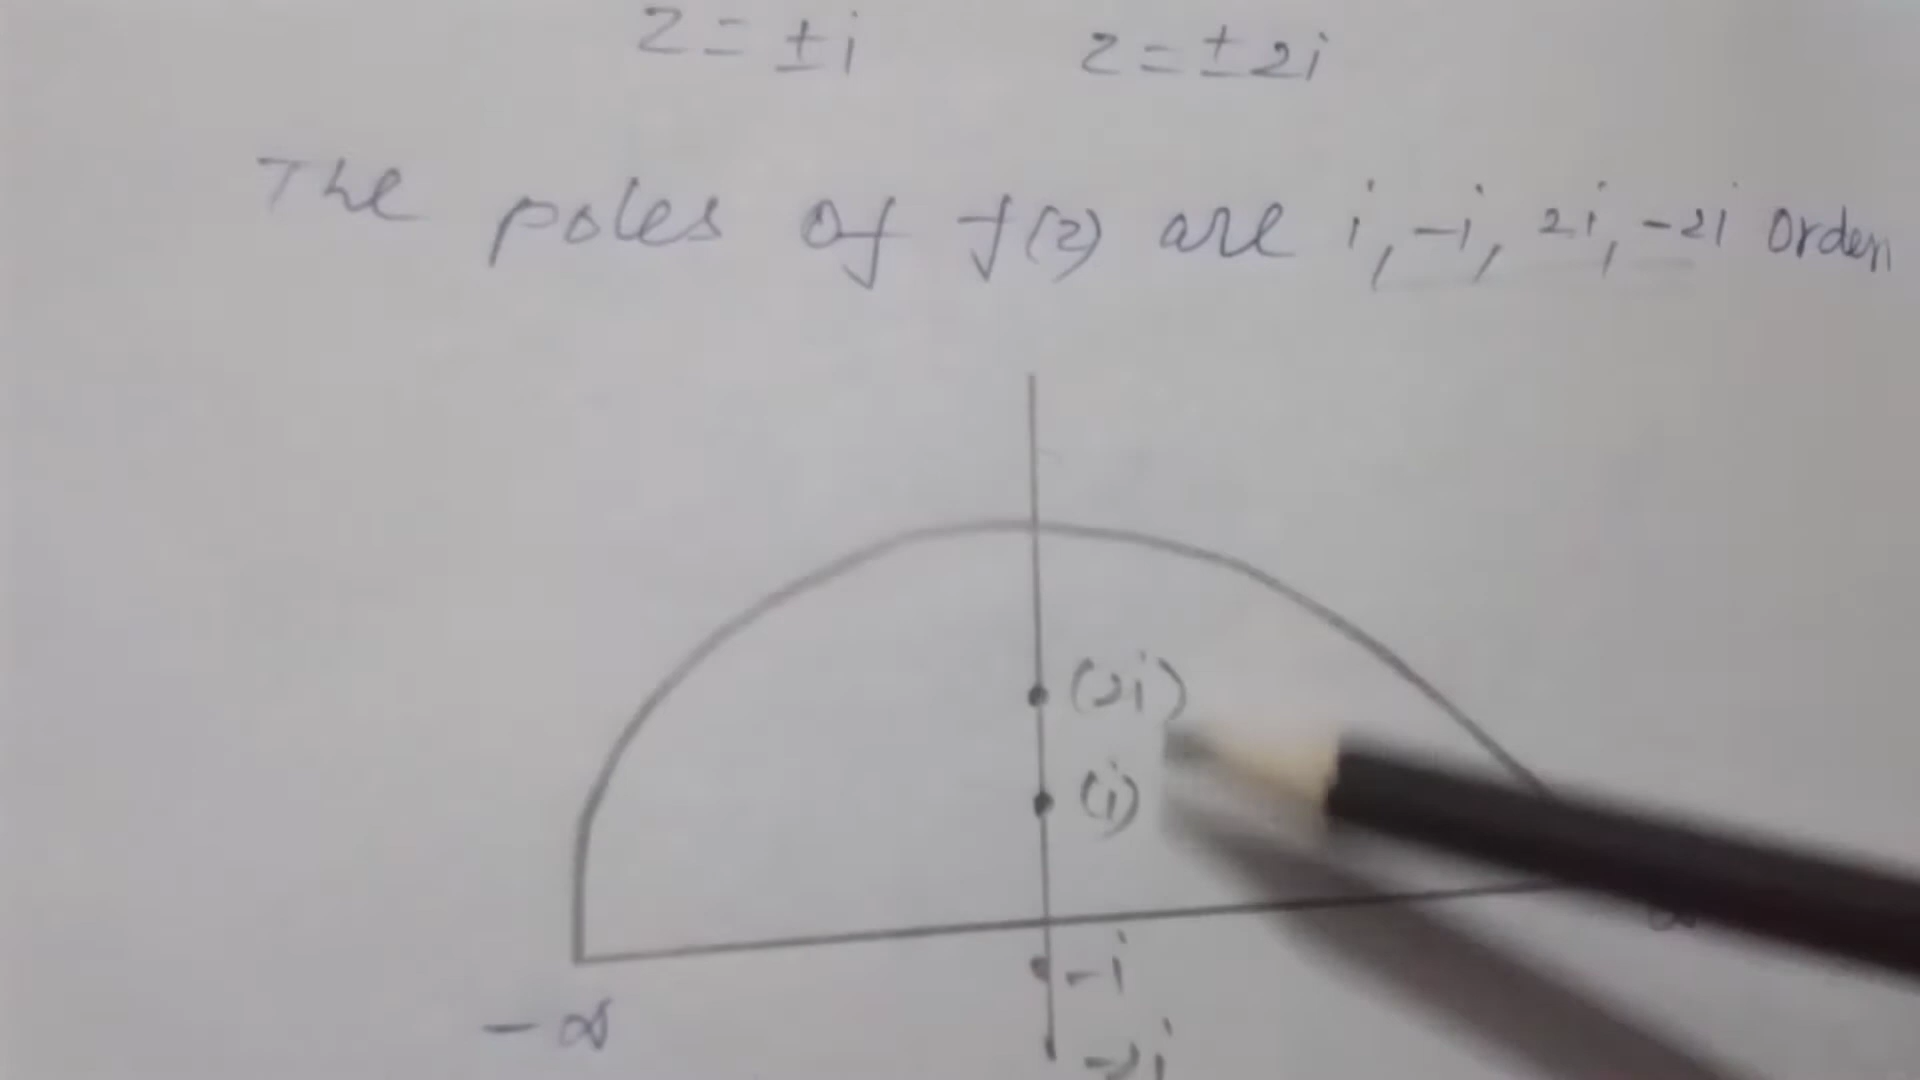 z = ±i z = ±2i
The poles of f(z) are i, -i, 2i, -2i order
(2i)
(i)
-i
-∞
-2i